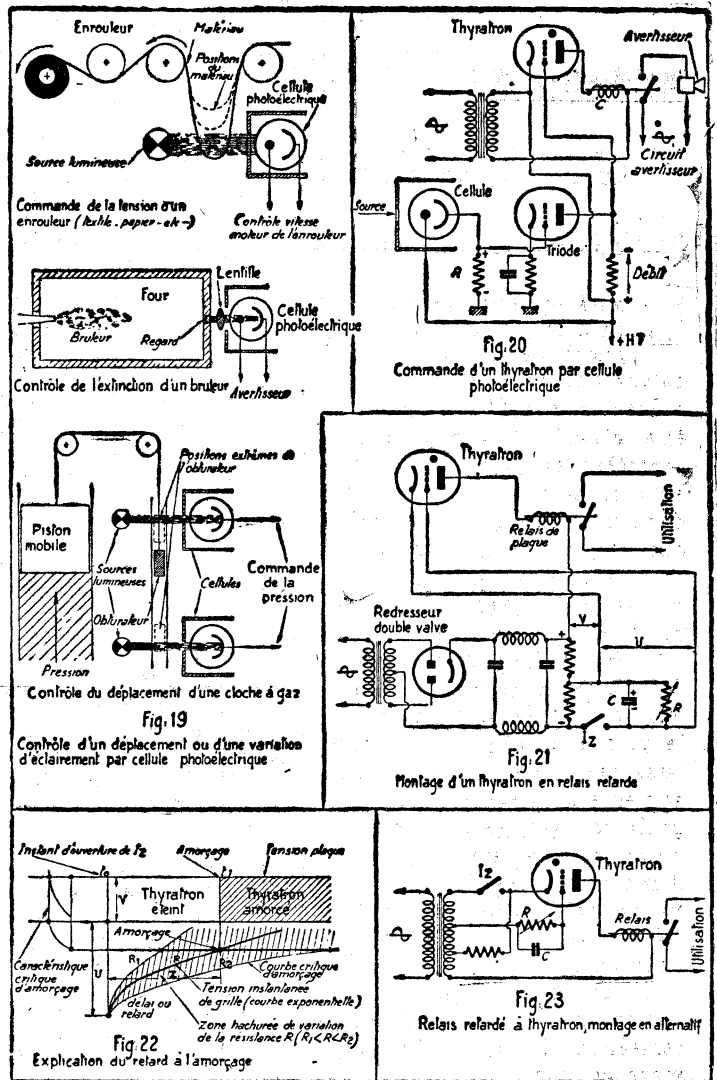 Enrouleur
Matériau
Positions
du
matériau
Cellule
photoélectrique
Source lumineuse
Commande de la tension d'un
enrouleur (textile-papier-etc-)
Contrôle vitesse
moteur de l'enrouleur
Lentille
Four
Bruleur
Regard
Cellule
photoélectrique
Contrôle de l'extinction d'un bruleur
Avertisseur
Positions extrêmes de
l'obturateur
Piston
mobile
Sources
lumineuses
Cellules
Commande
de la
pression
Obturateur
Pression
Contrôle du déplacement d'une cloche à gaz
Fig:19
Contrôle d'un déplacement ou d'une variation
d'éclairement par cellule photoélectrique
Thyratron
Avertisseur
C
Circuit
avertisseur
Source
Cellule
Triode
R
+
-
Débit
+HT
Fig:20
Commande d'un thyratron par cellule
photoélectrique
Thyratron
Relais de
plaque
Utilisation
Redresseur
double valve
V
U
+
-
C
+
-
R
I2
Fig:21
Montage d'un thyratron en relais retardé
Instant d'ouverture de I2
Amorçage
Tension plaque
t0
t1
V
Thyratron
éteint
Thyratron
amorcé
Amorçage
U
R1
R
R2
Z
Caractéristique
critique
d'amorçage
Courbe critique
d'amorçage
délai ou
retard
Tension instantanée
de grille (courbe exponentielle)
Zone hachurée de variation
de la résistance R (R1<R<R2)
Fig:22
Explication du retard à l'amorçage
I2
Thyratron
R
C
Relais
Utilisation
Fig:23
Relais retardé à thyratron, montage en alternatif